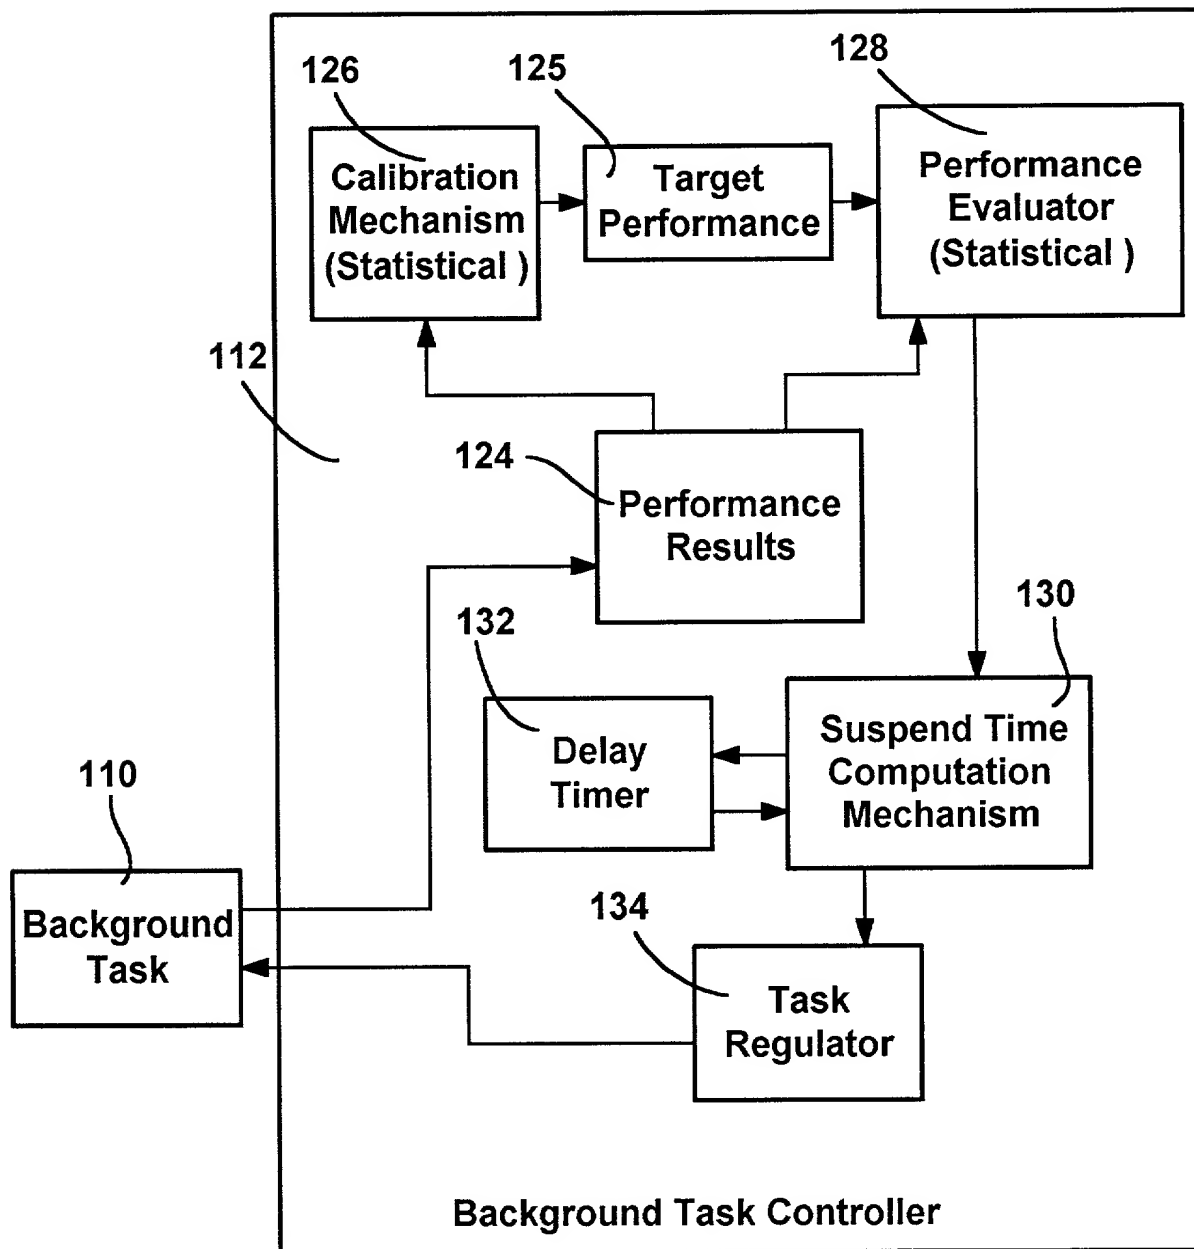 126
125
128
Calibration
Mechanism
(Statistical )
Target
Performance
Performance
Evaluator
(Statistical )
112
124
Performance
Results
132
130
Delay
Timer
Suspend Time
Computation
Mechanism
110
Background
Task
134
Task
Regulator
Background Task Controller